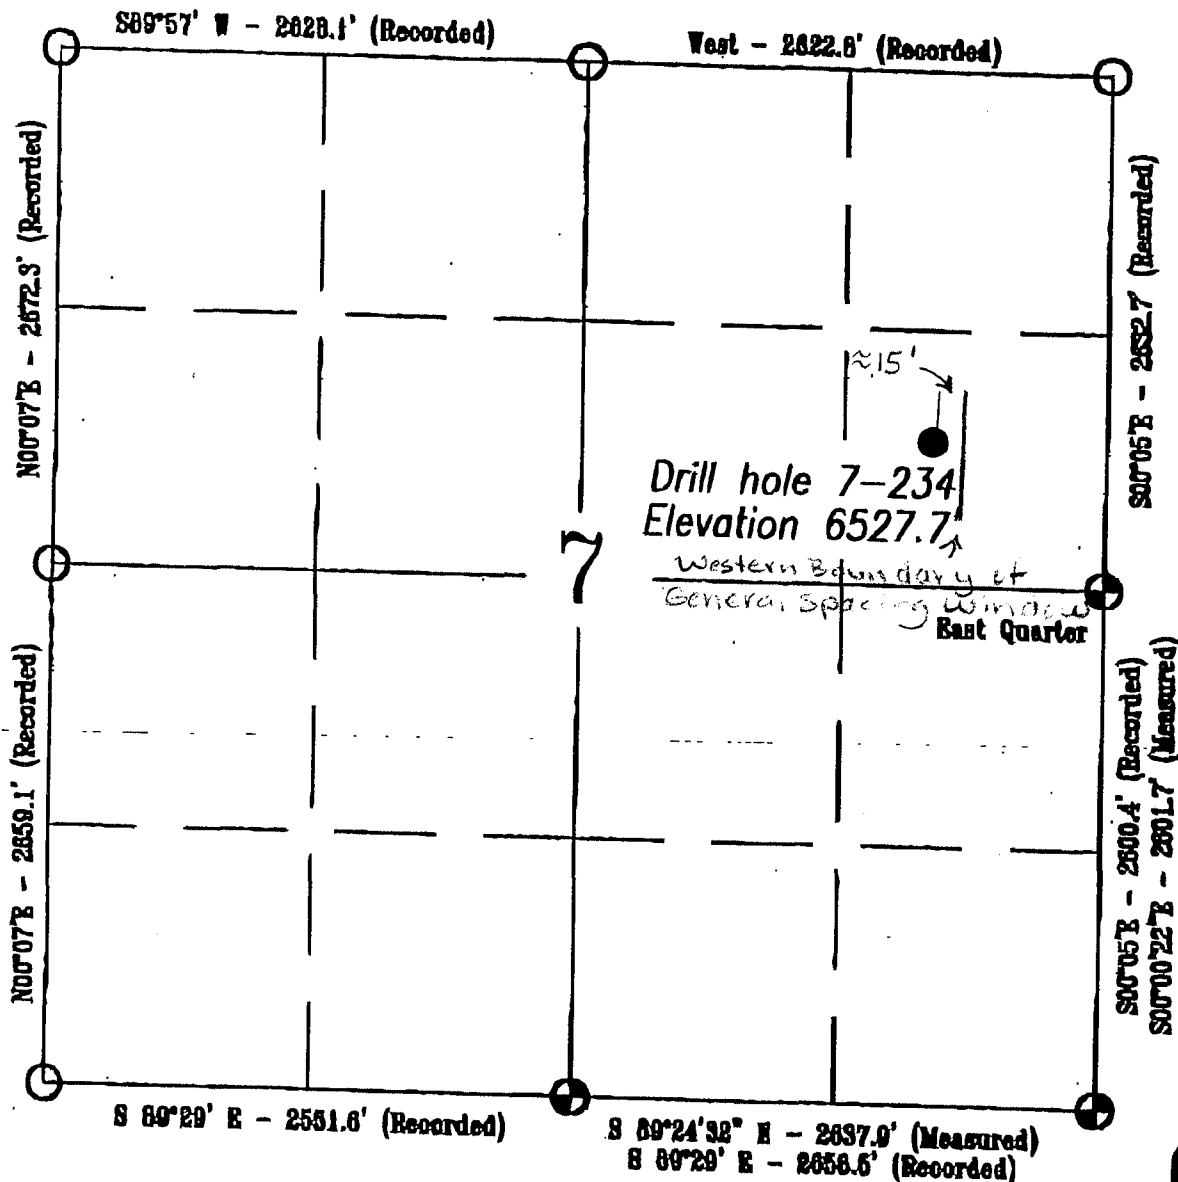 S89°57' W - 2628.1' (Recorded)
West - 2622.8' (Recorded)
N00°07'E - 2672.3' (Recorded)
S00°05'E - 2632.7' (Recorded)
≈15'
Drill hole 7-234
Elevation 6527.7'
7
Western Boundary of
General Spacing Window
East Quarter
N00°07'E - 2659.1' (Recorded)
S00°05'E - 2600.4' (Recorded)
S00°00'22"E - 2601.7' (Measured)
S 89°29' E - 2551.6' (Recorded)
S 89°24'32" E - 2637.9' (Measured)
S 89°29' E - 2656.5' (Recorded)